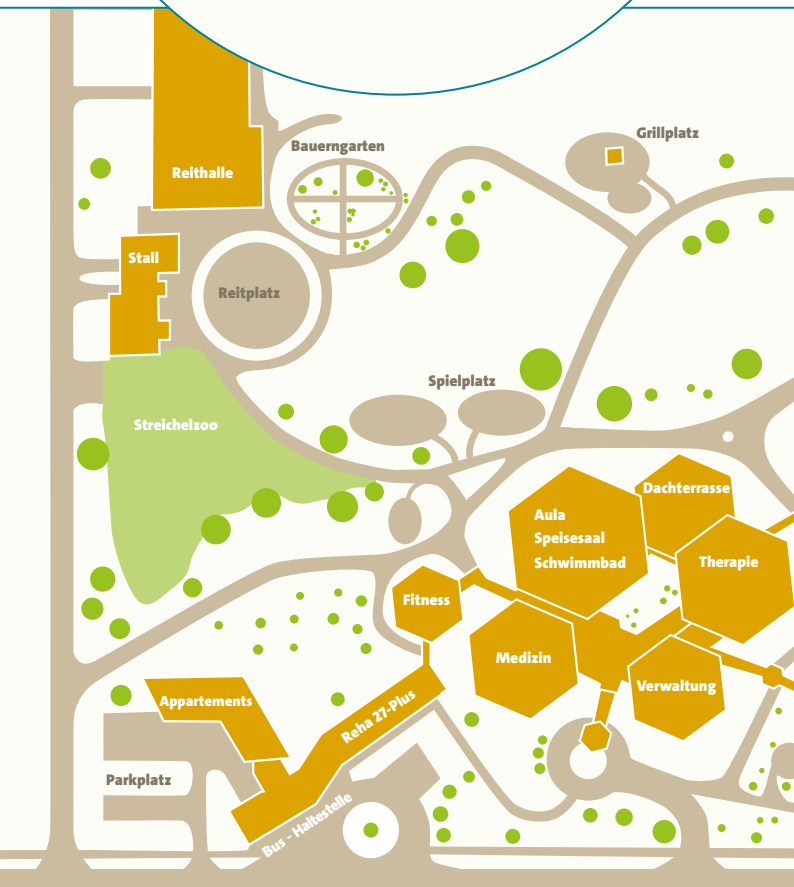 Grillplatz
Bauerngarten
Reithalle
Stall
Reitplatz
Spielplatz
Streichelzoo
Dachterrasse
Aula
Speisesaal
Schwimmbad
Therapie
Fitness
Medizin
Verwaltung
Appartements
Reha 27-Plus
Parkplatz
Bus - Haltestelle